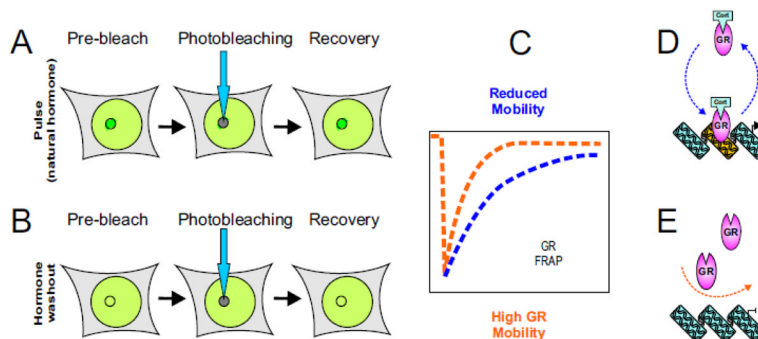 A
Pre-bleach
Photobleaching
Recovery
Pulse
(natural hormone)
B
Pre-bleach
Photobleaching
Recovery
Hormone
washout
C
Reduced
Mobility
GR
FRAP
High GR
Mobility
D
Cort
GR
Cort
GR
E
GR
GR